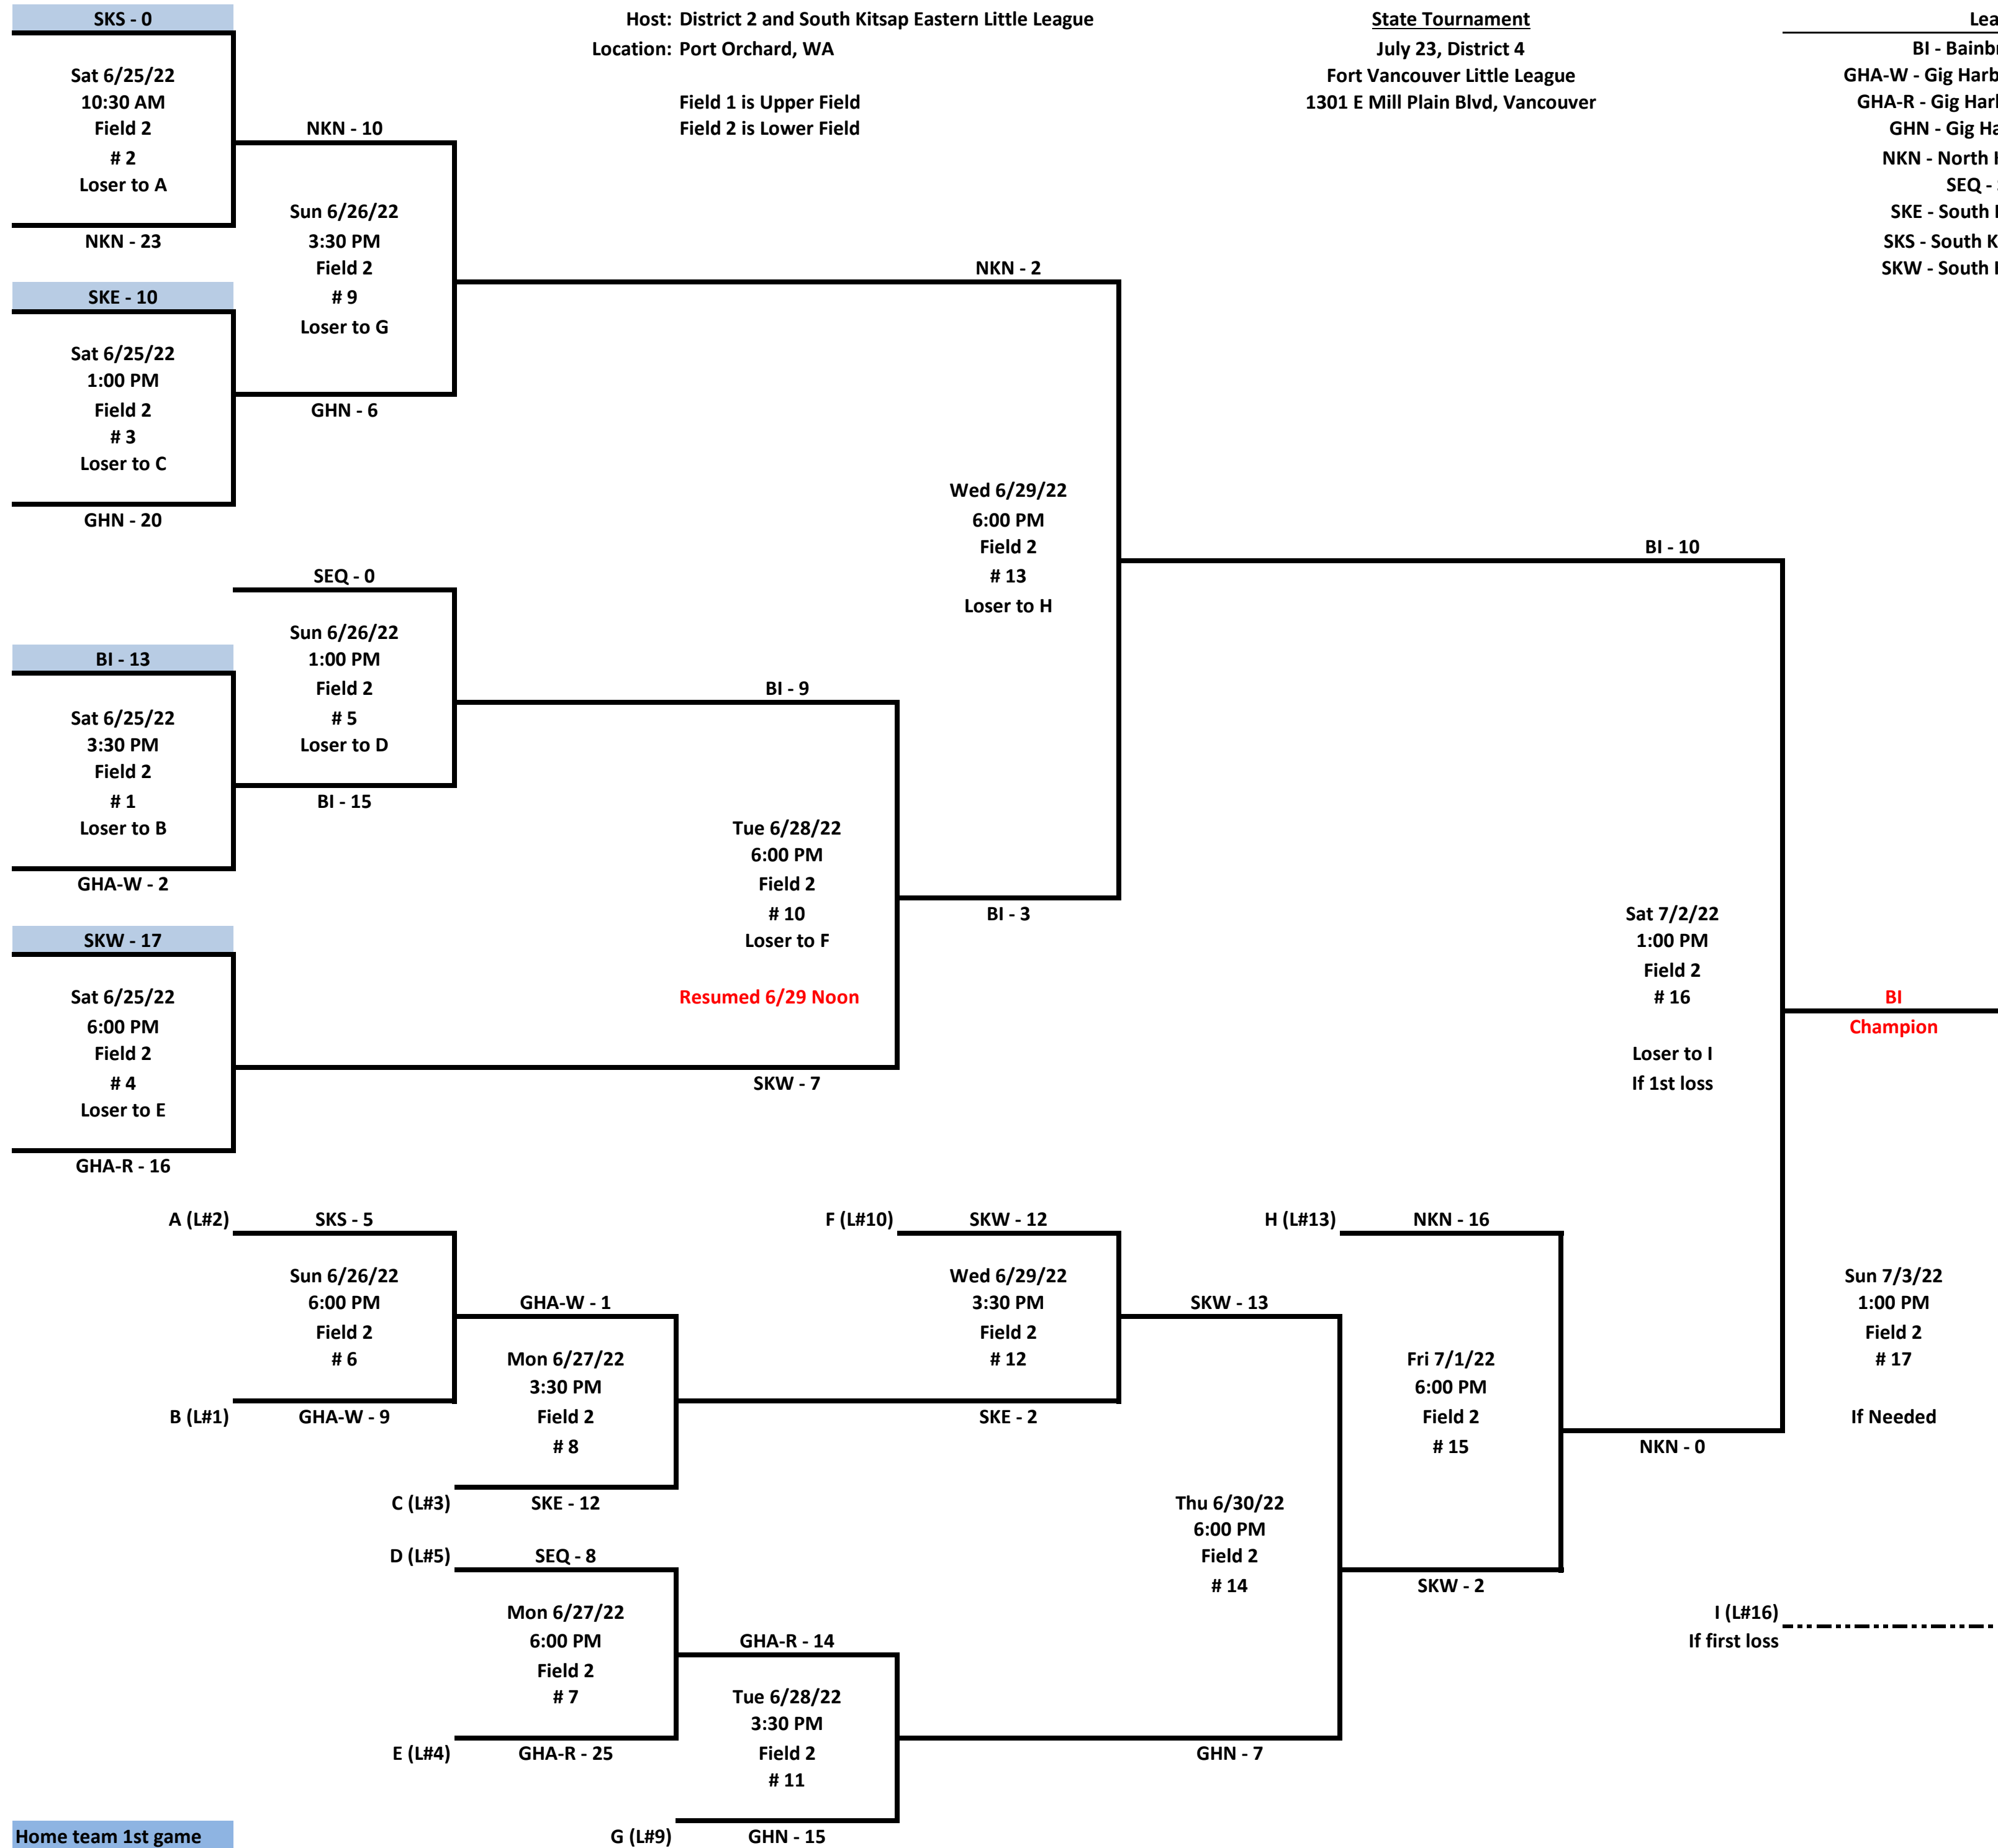 SKS - 0
Host: District 2 and South Kitsap Eastern Little League
State Tournament
Location: Port Orchard, WA
July 23, District 4
BI -
Fort Vancouver Little League
GHA-W - Gig
Field 1 is Upper Field
1301 E Mill Plain Blvd, Vancouver
GHA-R - Gig
Field 2 is Lower Field
GHN - Gig
NKN - North
SEQ -
SKE - South
SKS - South
SKW - South
Sat 6/25/22
10:30 AM
Field 2
# 2
Loser to A
NKN - 23
NKN - 10
Sun 6/26/22
3:30 PM
Field 2
# 9
Loser to G
GHN - 6
SKE - 10
Sat 6/25/22
1:00 PM
Field 2
# 3
Loser to C
GHN - 20
NKN - 2
Wed 6/29/22
6:00 PM
Field 2
# 13
Loser to H
BI - 10
SEQ - 0
Sun 6/26/22
1:00 PM
Field 2
# 5
Loser to D
BI - 15
BI - 13
Sat 6/25/22
3:30 PM
Field 2
# 1
Loser to B
GHA-W - 2
BI - 9
Tue 6/28/22
6:00 PM
Field 2
# 10
Loser to F
Resumed 6/29 Noon
SKW - 7
BI - 3
SKW - 17
Sat 6/25/22
6:00 PM
Field 2
# 4
Loser to E
GHA-R - 16
Sat 7/2/22
1:00 PM
Field 2
# 16
Loser to I
If 1st loss
BI
Champion
A (L#2)
SKS - 5
Sun 6/26/22
6:00 PM
Field 2
# 6
B (L#1)
GHA-W - 9
GHA-W - 1
Mon 6/27/22
3:30 PM
Field 2
# 8
C (L#3)
SKE - 12
F (L#10)
SKW - 12
Wed 6/29/22
3:30 PM
Field 2
# 12
SKE - 2
SKW - 13
H (L#13)
NKN - 16
Fri 7/1/22
6:00 PM
Field 2
# 15
NKN - 0
Sun 7/3/22
1:00 PM
Field 2
# 17
If Needed
D (L#5)
SEQ - 8
Mon 6/27/22
6:00 PM
Field 2
# 7
E (L#4)
GHA-R - 25
GHA-R - 14
Tue 6/28/22
3:30 PM
Field 2
# 11
G (L#9)
GHN - 15
Thu 6/30/22
6:00 PM
Field 2
# 14
GHN - 7
SKW - 2
I (L#16)
If first loss
Home team 1st game